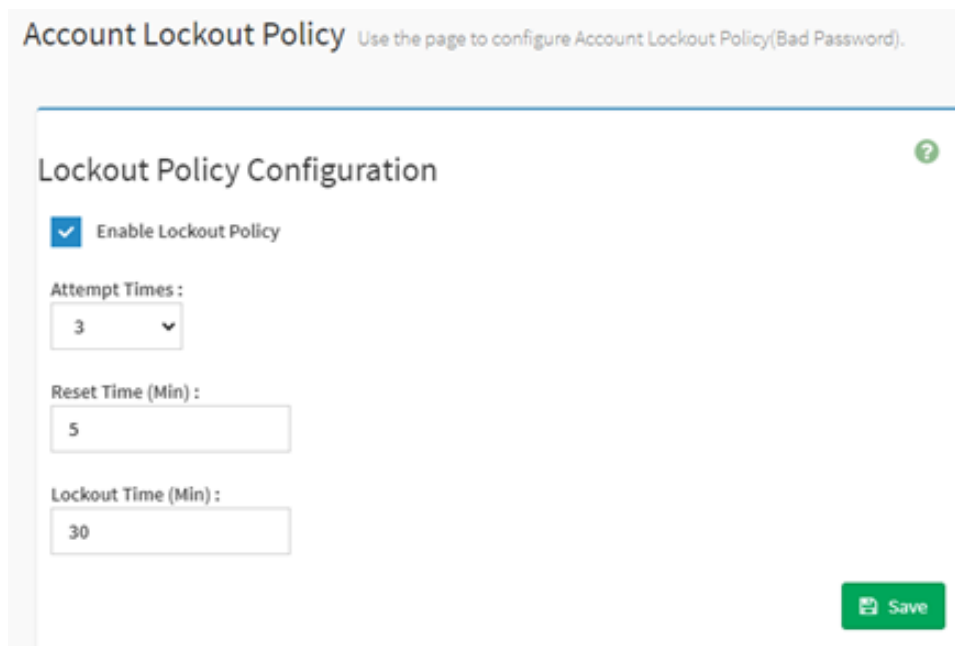 Account Lockout Policy Use the page to configure Account Lockout Policy(Bad Password).
Lockout Policy Configuration
?
Enable Lockout Policy
Attempt Times :
3
Reset Time (Min) :
5
Lockout Time (Min) :
30
Save